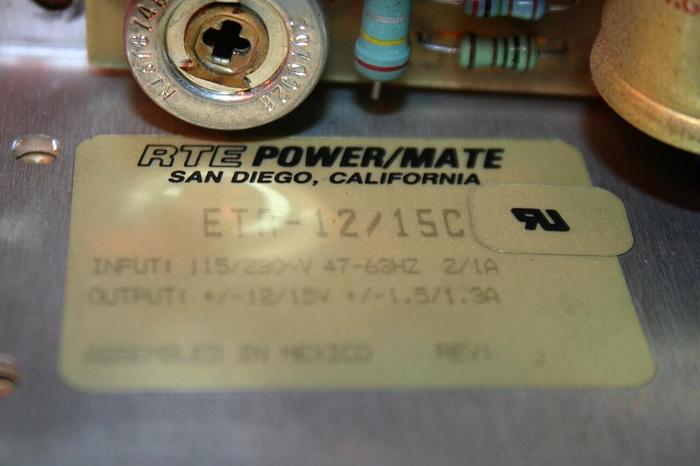 RTE POWER/MATE
SAN DIEGO, CALIFORNIA
ETR-12/15C
INPUT: 115/230~V 47-63HZ 2/1A
OUTPUT: +/-12/15V +/-1.5/1.3A
ASSEMBLED IN MEXICO REV: J